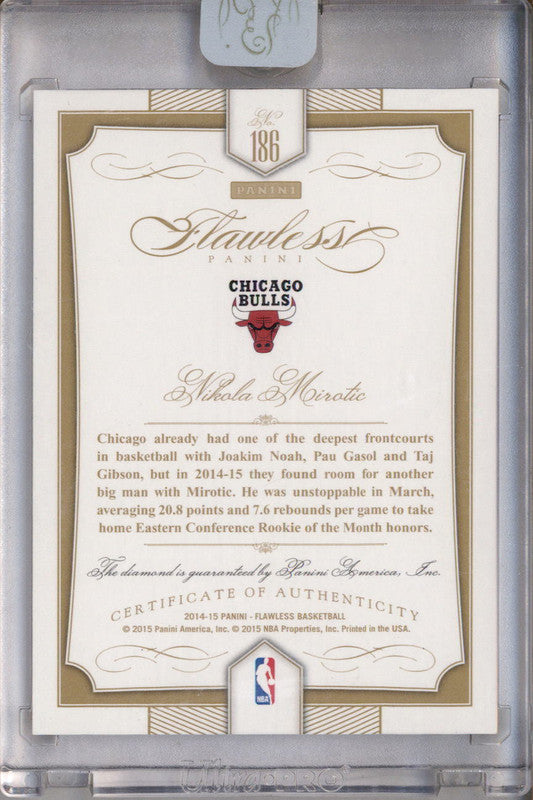 No.
186
PANINI
Flawless
PANINI
CHICAGO
BULLS
Nikola Mirotic
Chicago already had one of the deepest frontcourts
in basketball with Joakim Noah, Pau Gasol and Taj
Gibson, but in 2014-15 they found room for another
big man with Mirotic. He was unstoppable in March,
averaging 20.8 points and 7.6 rebounds per game to take
home Eastern Conference Rookie of the Month honors.
The diamond is guaranteed by Panini America, Inc.
CERTIFICATE OF AUTHENTICITY
2014-15 PANINI - FLAWLESS BASKETBALL
© 2015 Panini America, Inc. © 2015 NBA Properties, Inc. Printed in the USA.
NBA
Ultra·PRO